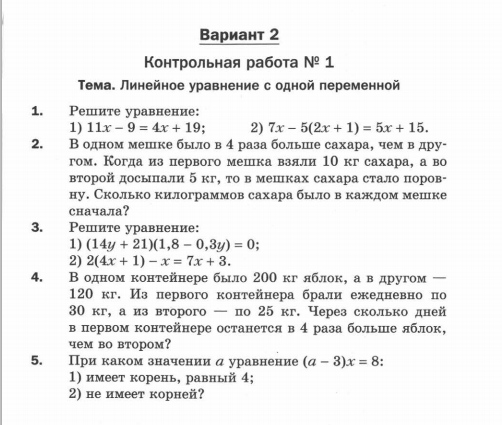 Вариант 2
Контрольная работа № 1
Тема. Линейное уравнение с одной переменной
1. Решите уравнение:
1) 11x − 9 = 4x + 19; 2) 7x − 5(2x + 1) = 5x + 15.
2. В одном мешке было в 4 раза больше сахара, чем в дру-
гом. Когда из первого мешка взяли 10 кг сахара, а во
второй досыпали 5 кг, то в мешках сахара стало поров-
ну. Сколько килограммов сахара было в каждом мешке
сначала?
3. Решите уравнение:
1) (14y + 21)(1,8 − 0,3y) = 0;
2) 2(4x + 1) − x = 7x + 3.
4. В одном контейнере было 200 кг яблок, а в другом —
120 кг. Из первого контейнера брали ежедневно по
30 кг, а из второго — по 25 кг. Через сколько дней
в первом контейнере останется в 4 раза больше яблок,
чем во втором?
5. При каком значении a уравнение (a − 3)x = 8:
1) имеет корень, равный 4;
2) не имеет корней?